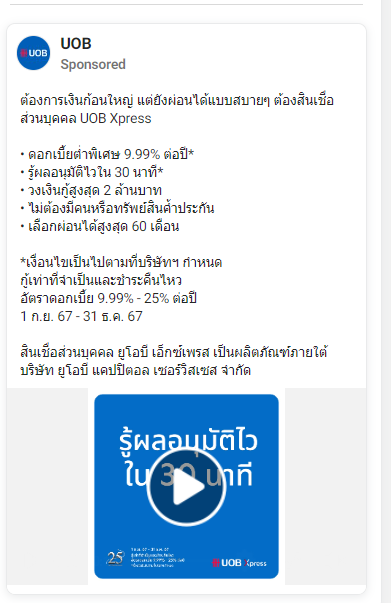 UOB
Sponsored
ต้องการเงินก้อนใหญ่ แต่ยังผ่อนได้แบบสบายๆ ต้องสินเชื่อ
ส่วนบุคคล UOB Xpress
• ดอกเบี้ยต่ำพิเศษ 9.99% ต่อปี*
• รู้ผลอนุมัติไวใน 30 นาที*
• วงเงินกู้สูงสุด 2 ล้านบาท
• ไม่ต้องมีคนหรือทรัพย์สินค้ำประกัน
• เลือกผ่อนได้สูงสุด 60 เดือน
*เงื่อนไขเป็นไปตามที่บริษัทฯ กำหนด
กู้เท่าที่จำเป็นและชำระคืนไหว
อัตราดอกเบี้ย 9.99% - 25% ต่อปี
1 ก.ย. 67 - 31 ธ.ค. 67
สินเชื่อส่วนบุคคล ยูโอบี เอ็กซ์เพรส เป็นผลิตภัณฑ์ภายใต้
บริษัท ยูโอบี แคปปิตอล เซอร์วิสเซส จำกัด
รู้ผลอนุมัติไว
ใน 30 นาที
25
UOB Xpress